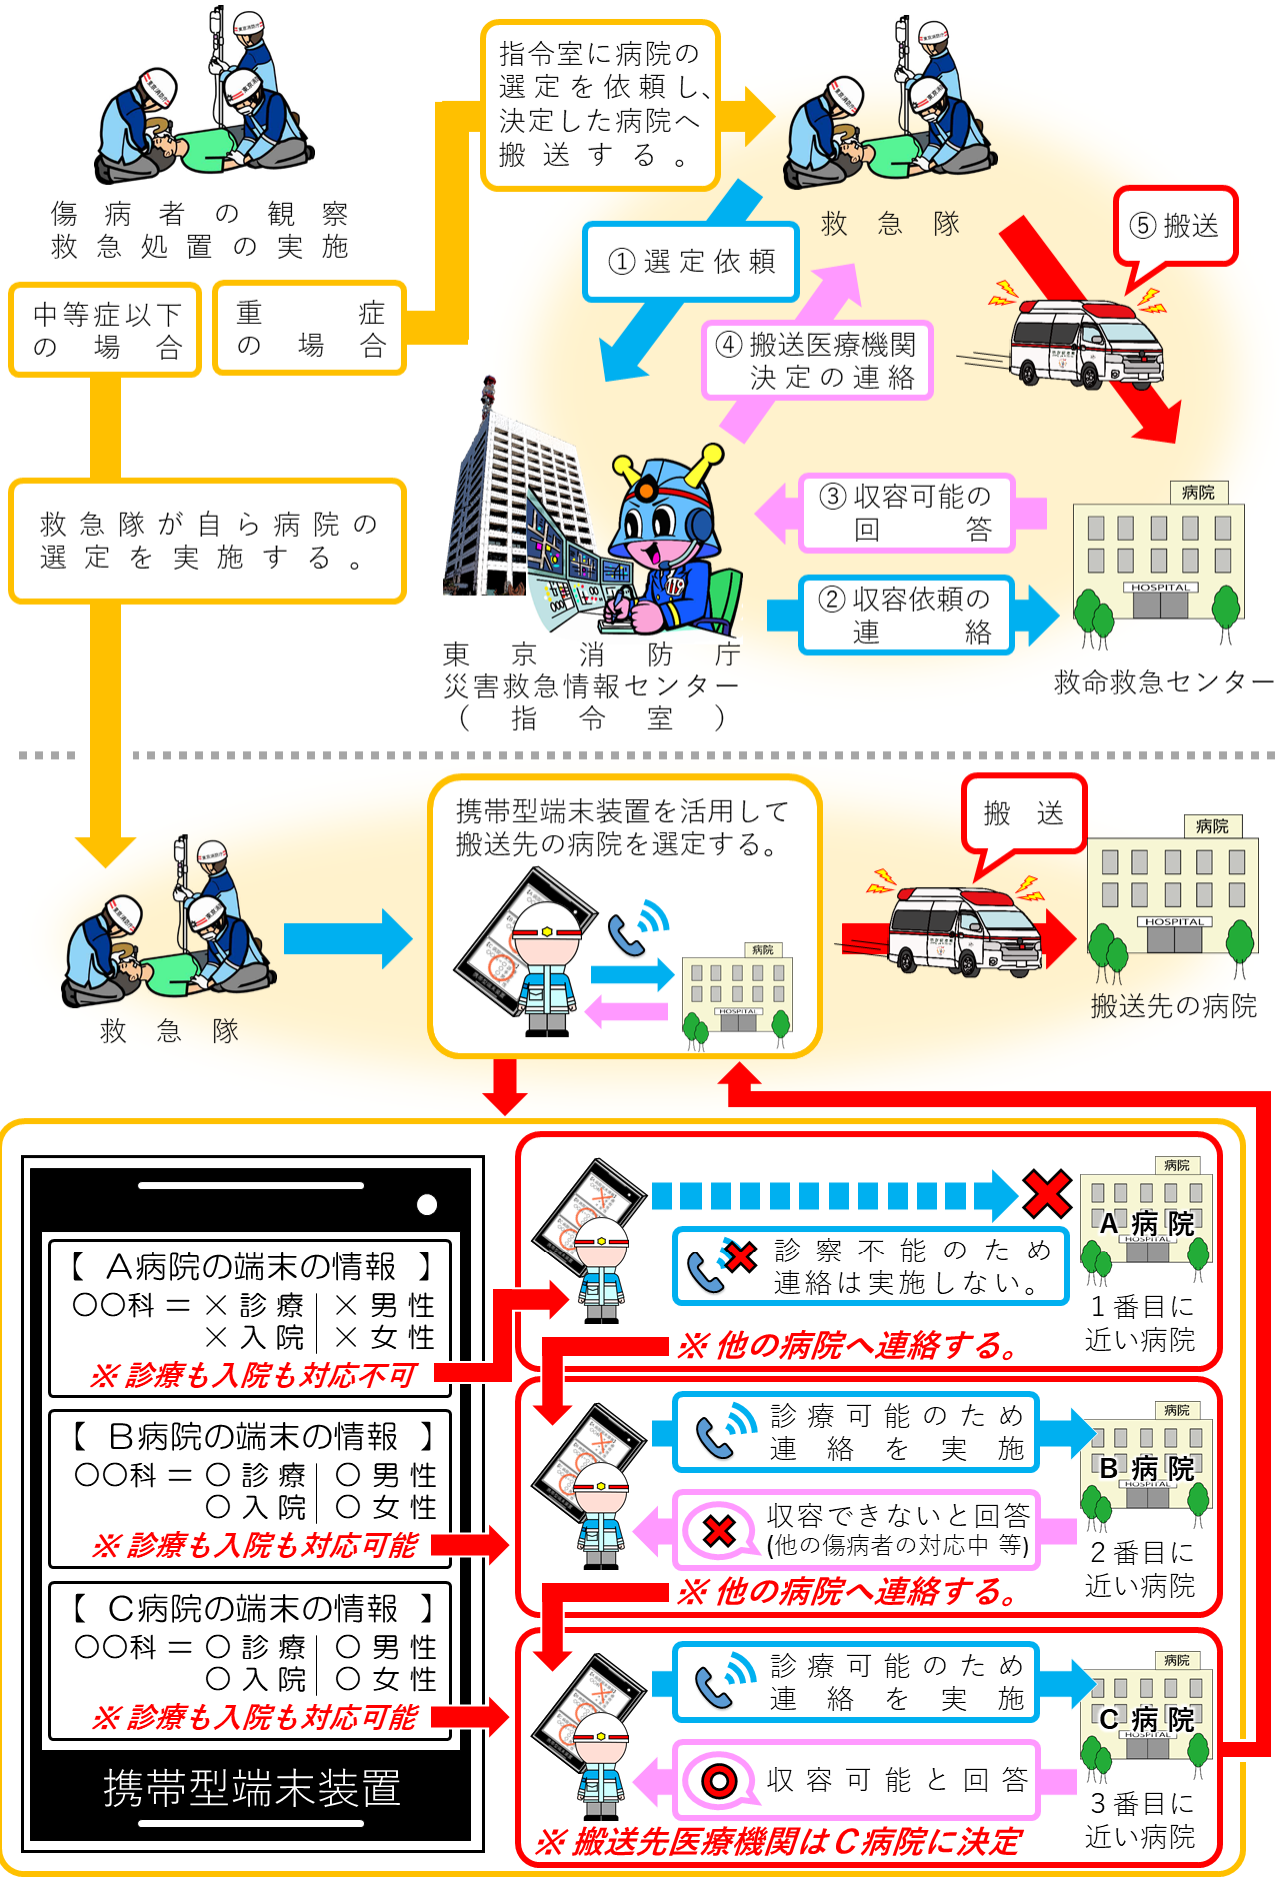 傷病者の観察
救急処置の実施
中等症以下
の場合
重症
の場合
指令室に病院の
選定を依頼し、
決定した病院へ
搬送する。
救急隊
①選定依頼
④搬送医療機関
決定の連絡
⑤搬送
③収容可能の
回答
②収容依頼の
連絡
病院
HOSPITAL
救命救急センター
119
東京消防庁
災害救急情報センター
（指令室）
救急隊が自ら病院の
選定を実施する。
救急隊
携帯型端末装置を活用して
搬送先の病院を選定する。
病院
HOSPITAL
搬送
病院
HOSPITAL
搬送先の病院
【 A病院の端末の情報 】
〇〇科＝×診療｜×男性
×入院｜×女性
※診療も入院も対応不可
【 B病院の端末の情報 】
〇〇科＝〇診療｜〇男性
〇入院｜〇女性
※診療も入院も対応可能
【 C病院の端末の情報 】
〇〇科＝〇診療｜〇男性
〇入院｜〇女性
※診療も入院も対応可能
携帯型端末装置
診察不能のため
連絡は実施しない。
※他の病院へ連絡する。
病院
A 病院
HOSPITAL
１番目に
近い病院
診療可能のため
連絡を実施
収容できないと回答
(他の傷病者の対応中 等)
※他の病院へ連絡する。
病院
B 病院
HOSPITAL
２番目に
近い病院
診療可能のため
連絡を実施
収容可能と回答
※搬送先医療機関はC病院に決定
病院
C 病院
HOSPITAL
３番目に
近い病院